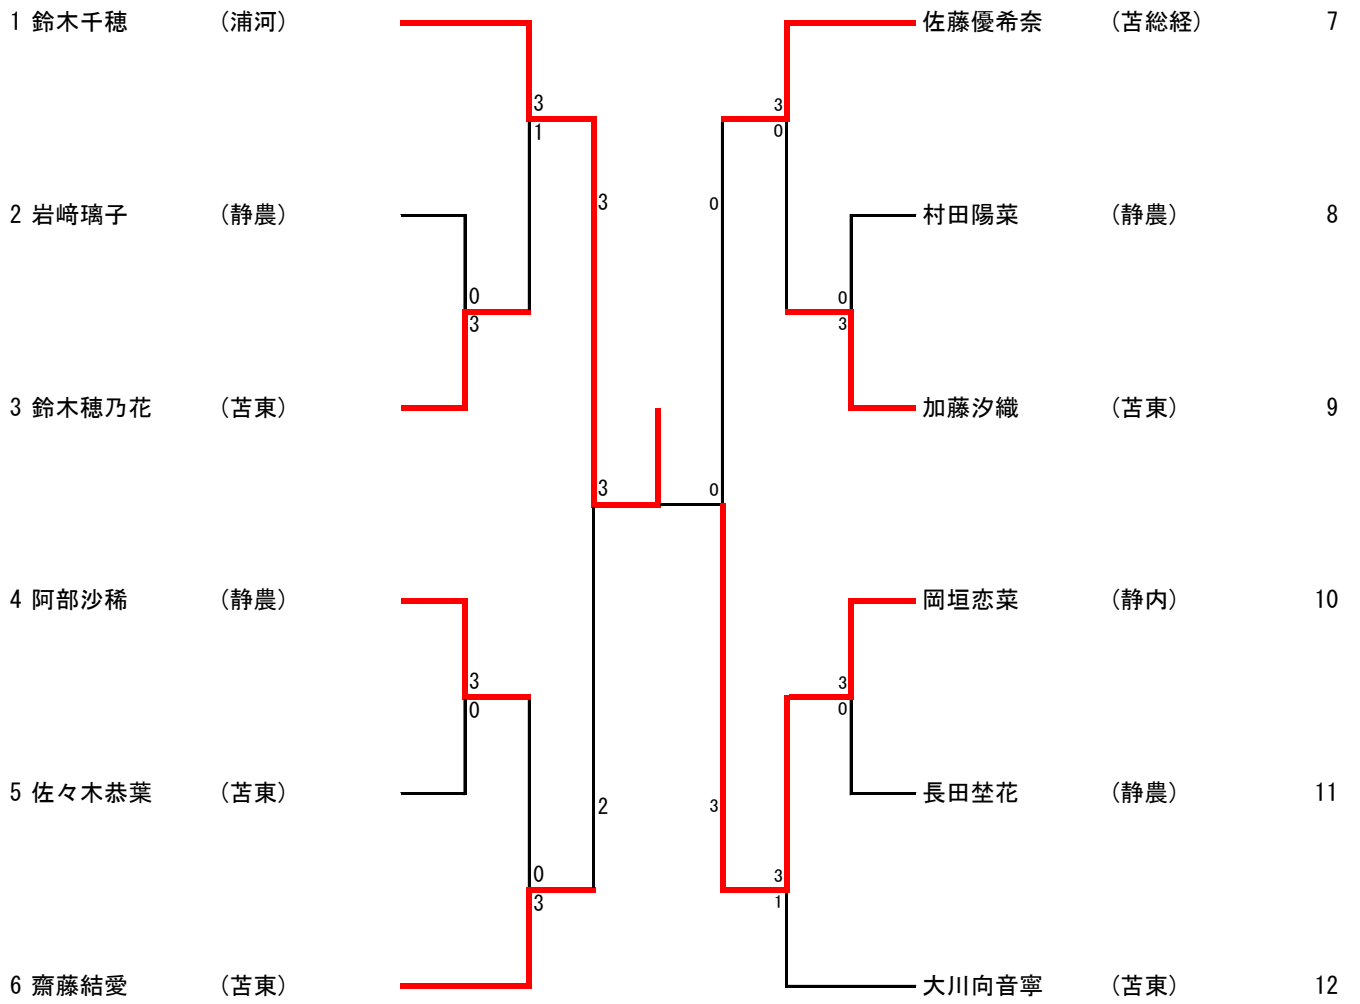 1 鈴木千穂 （浦河） 佐藤優希奈 （苫総経） 7
3 3
1 0
3 0
2 岩﨑璃子 （静農） 村田陽菜 （静農） 8
0 0
3 3
3 鈴木穂乃花 （苫東） 加藤汐織 （苫東） 9
3 0
4 阿部沙稀 （静農） 岡垣恋菜 （静内） 10
3 3
0 0
5 佐々木恭葉 （苫東） 長田埜花 （静農） 11
2 3
0 3
3 1
6 齋藤結愛 （苫東） 大川向音寧 （苫東） 12